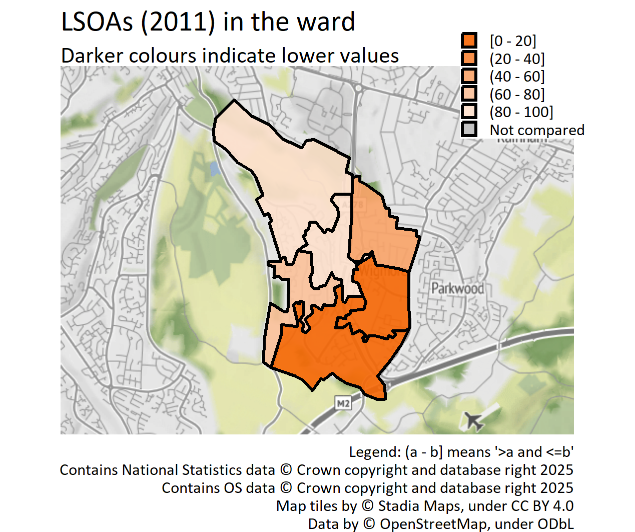 LSOAs (2011) in the ward
Darker colours indicate lower values
[0 - 20]
(20 - 40]
(40 - 60]
(60 - 80]
(80 - 100]
Not compared
Rainham
Parkwood
M2
Legend: (a - b] means '>a and <=b'
Contains National Statistics data © Crown copyright and database right 2025
Contains OS data © Crown copyright and database right 2025
Map tiles by © Stadia Maps, under CC BY 4.0
Data by © OpenStreetMap, under ODbL